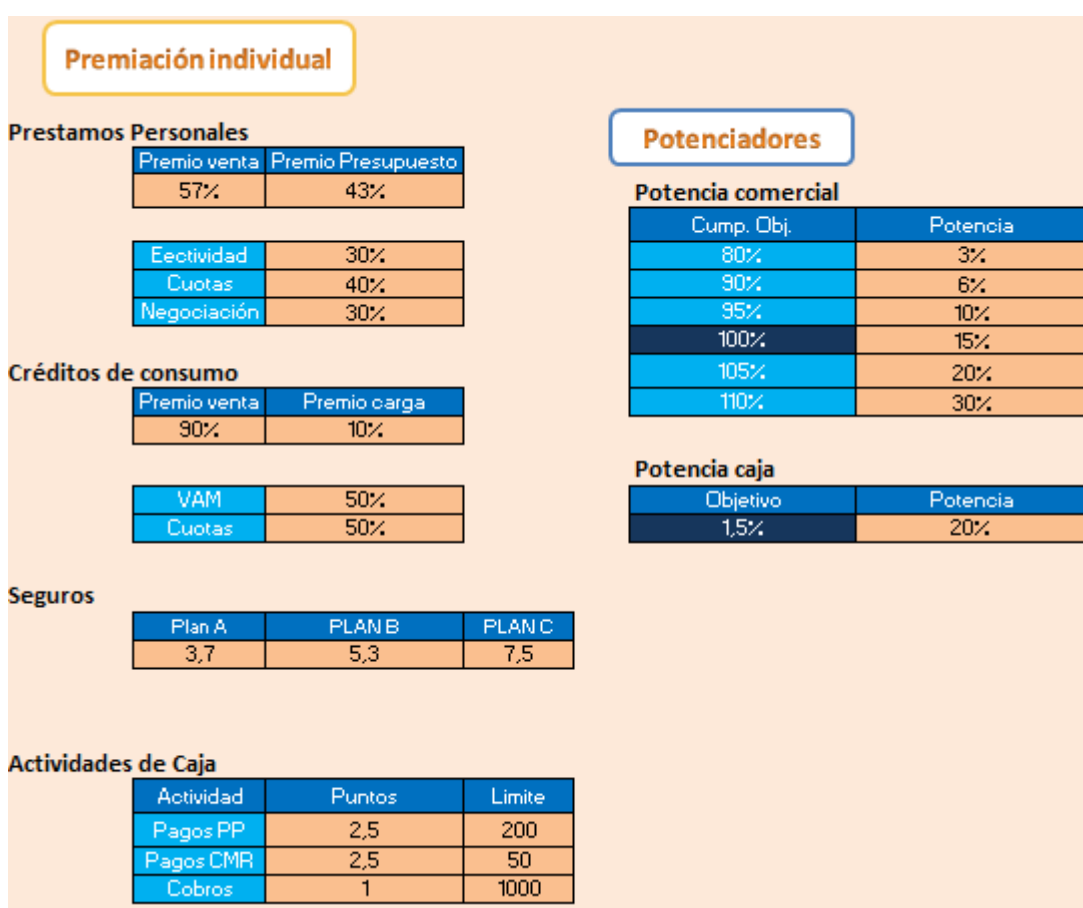 Premiación individual
Prestamos Personales
Premio venta Premio Presupuesto
57% 43%
Eectividad 30%
Cuotas 40%
Negociación 30%
Créditos de consumo
Premio venta Premio carga
90% 10%
VAM 50%
Cuotas 50%
Seguros
Plan A PLAN B PLAN C
3,7 5,3 7,5
Actividades de Caja
Actividad Puntos Limite
Pagos PP 2,5 200
Pagos CMR 2,5 50
Cobros 1 1000
Potenciadores
Potencia comercial
Cump. Obj. Potencia
80% 3%
90% 6%
95% 10%
100% 15%
105% 20%
110% 30%
Potencia caja
Objetivo Potencia
1,5% 20%